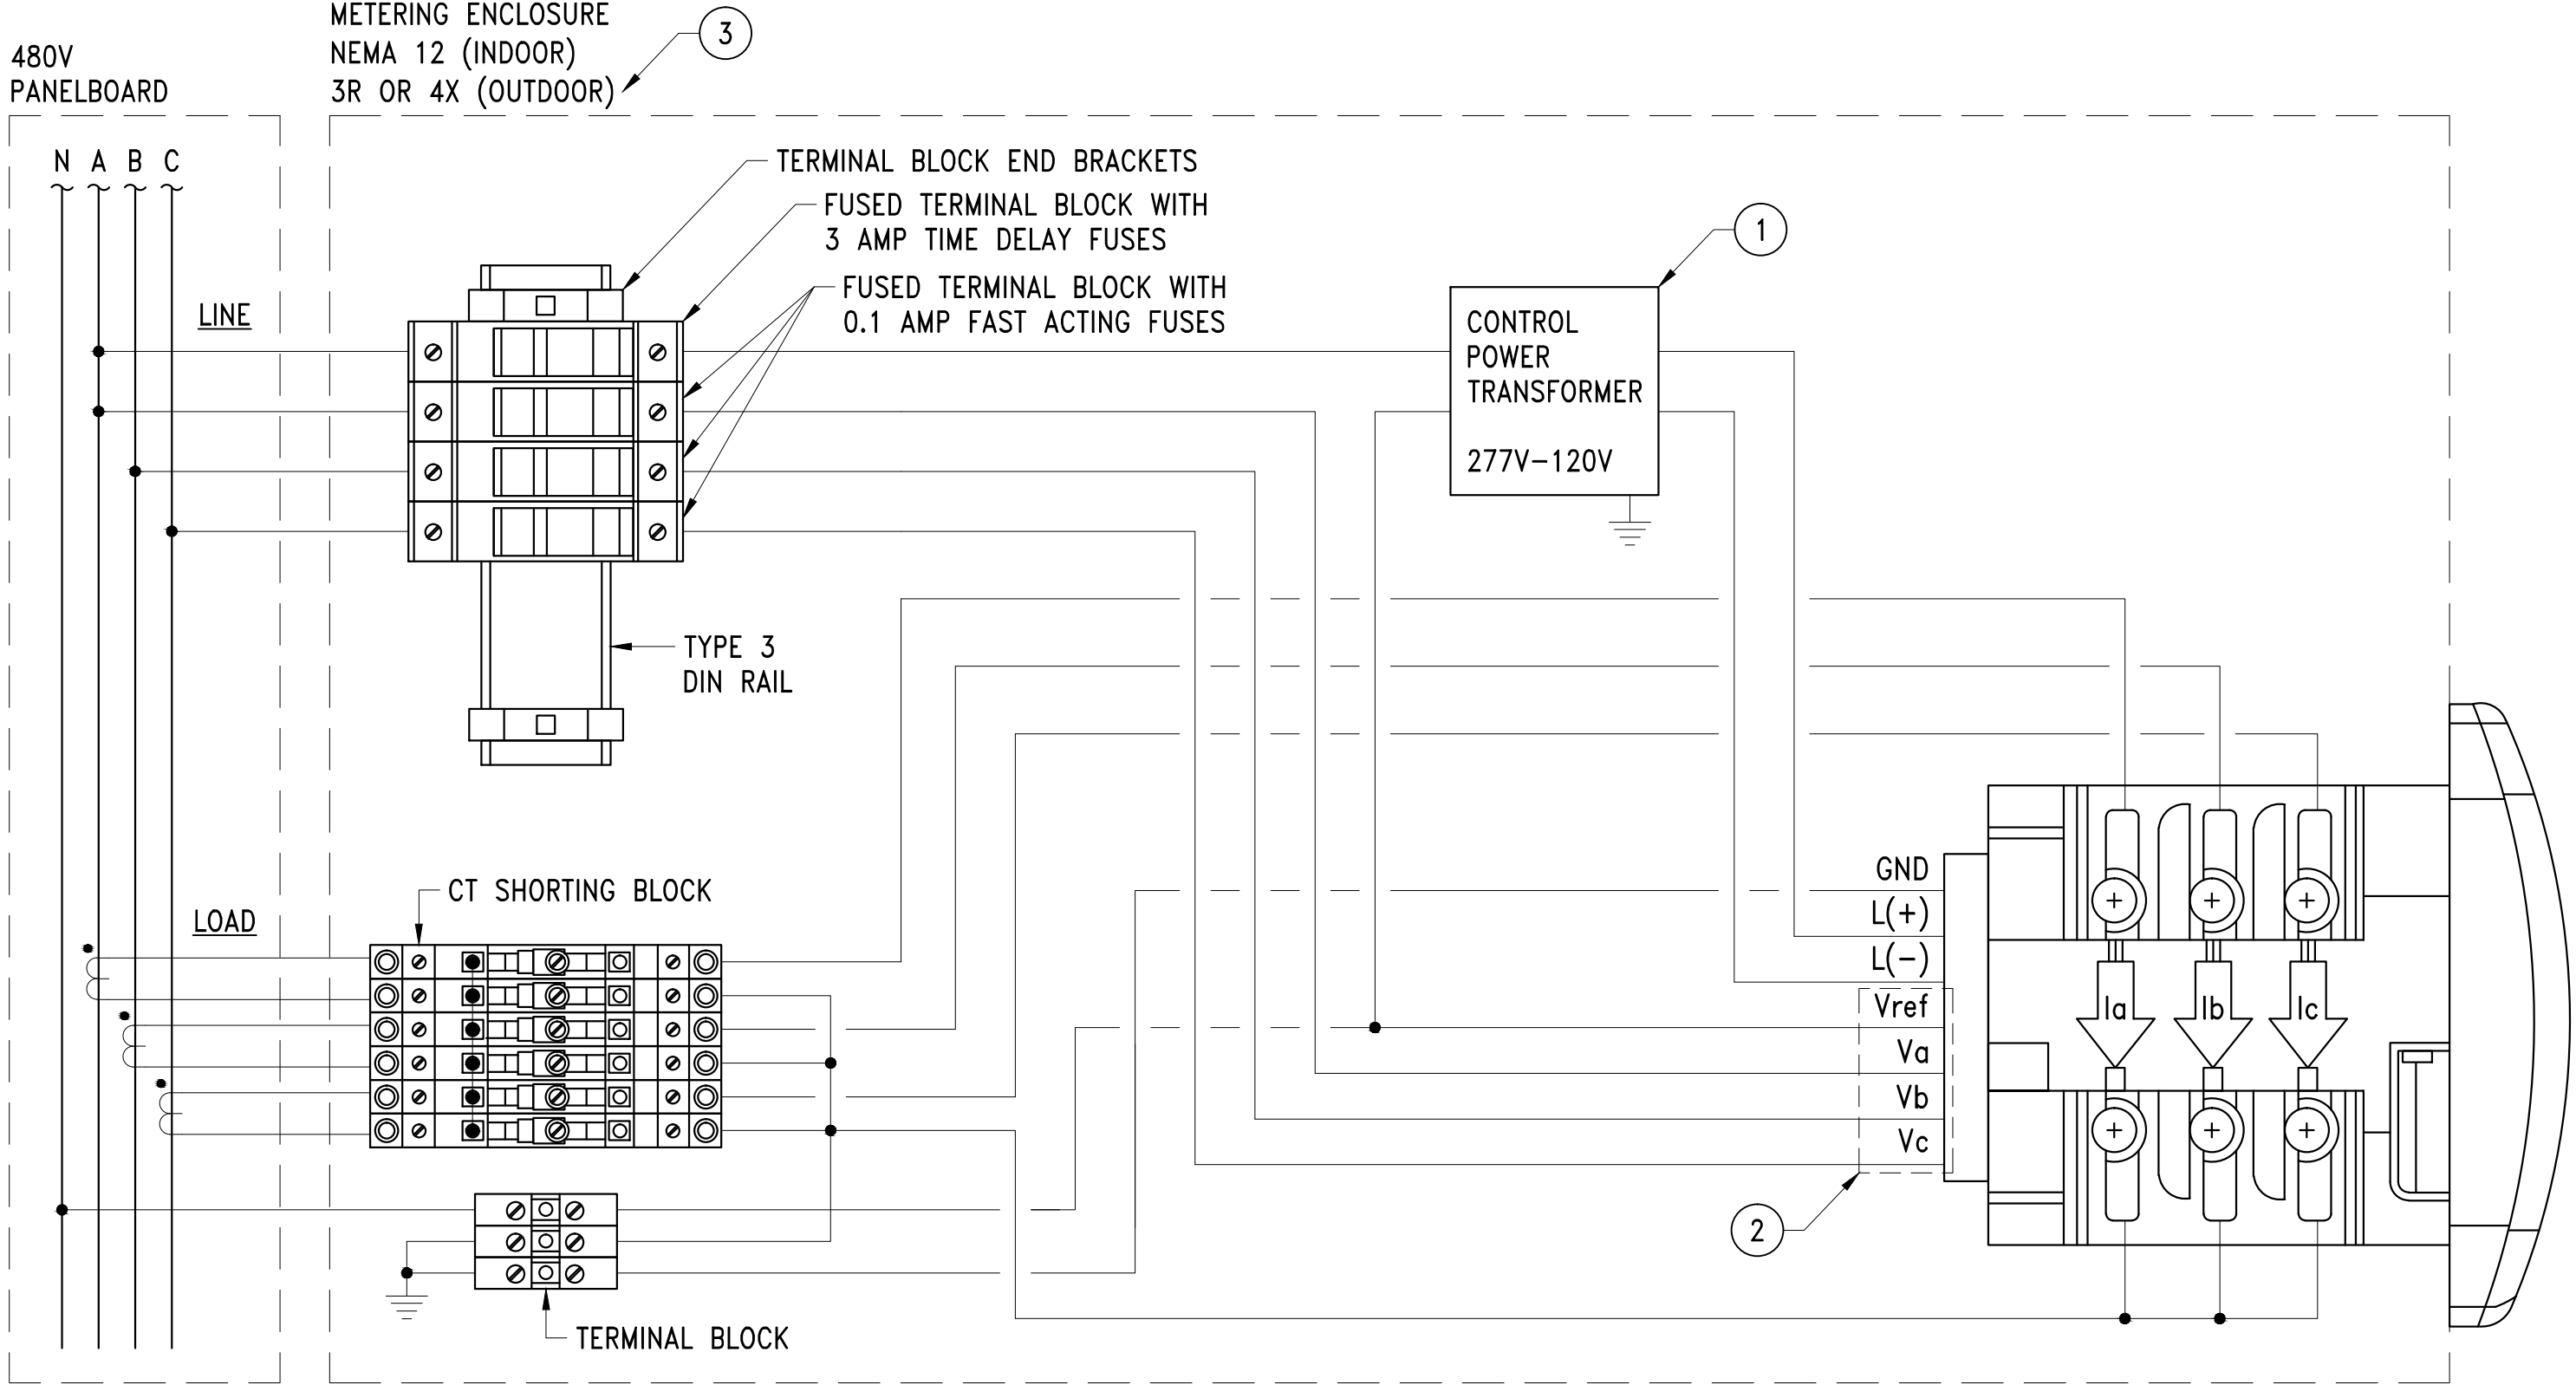 METERING ENCLOSURE
NEMA 12 (INDOOR)
3R OR 4X (OUTDOOR)
3
480V
PANELBOARD
N A B C
TERMINAL BLOCK END BRACKETS
FUSED TERMINAL BLOCK WITH
3 AMP TIME DELAY FUSES
FUSED TERMINAL BLOCK WITH
0.1 AMP FAST ACTING FUSES
1
LINE
CONTROL
POWER
TRANSFORMER
277V-120V
TYPE 3
DIN RAIL
CT SHORTING BLOCK
LOAD
GND
L(+)
L(-)
Vref
Va
Vb
Vc
Ia
Ib
Ic
2
TERMINAL BLOCK